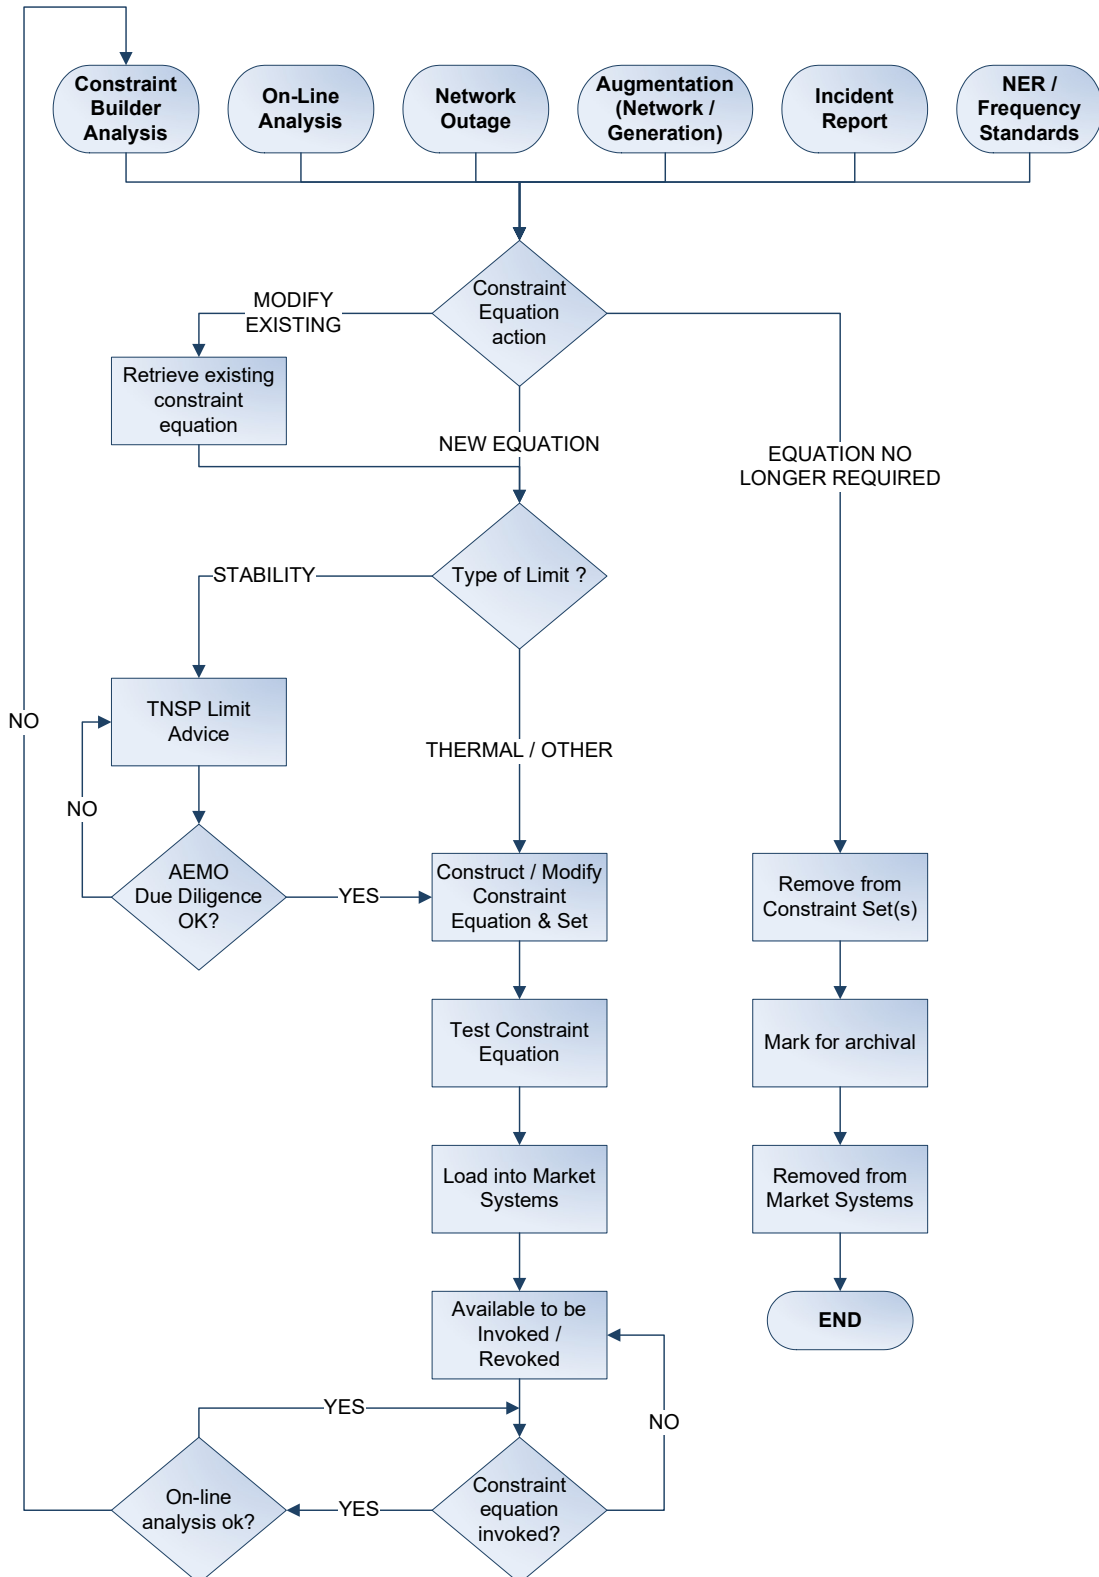 Constraint
Builder
Analysis
On-Line
Analysis
Network
Outage
Augmentation
(Network /
Generation)
Incident
Report
NER /
Frequency
Standards
Constraint
Equation
action
MODIFY
EXISTING
Retrieve existing
constraint
equation
NEW EQUATION
EQUATION NO
LONGER REQUIRED
Type of Limit ?
STABILITY
TNSP Limit
Advice
NO
THERMAL / OTHER
NO
AEMO
Due Diligence
OK?
YES
Construct / Modify
Constraint
Equation & Set
Remove from
Constraint Set(s)
Test Constraint
Equation
Mark for archival
Load into Market
Systems
Removed from
Market Systems
Available to be
Invoked /
Revoked
END
YES
NO
On-line
analysis ok?
YES
Constraint
equation
invoked?